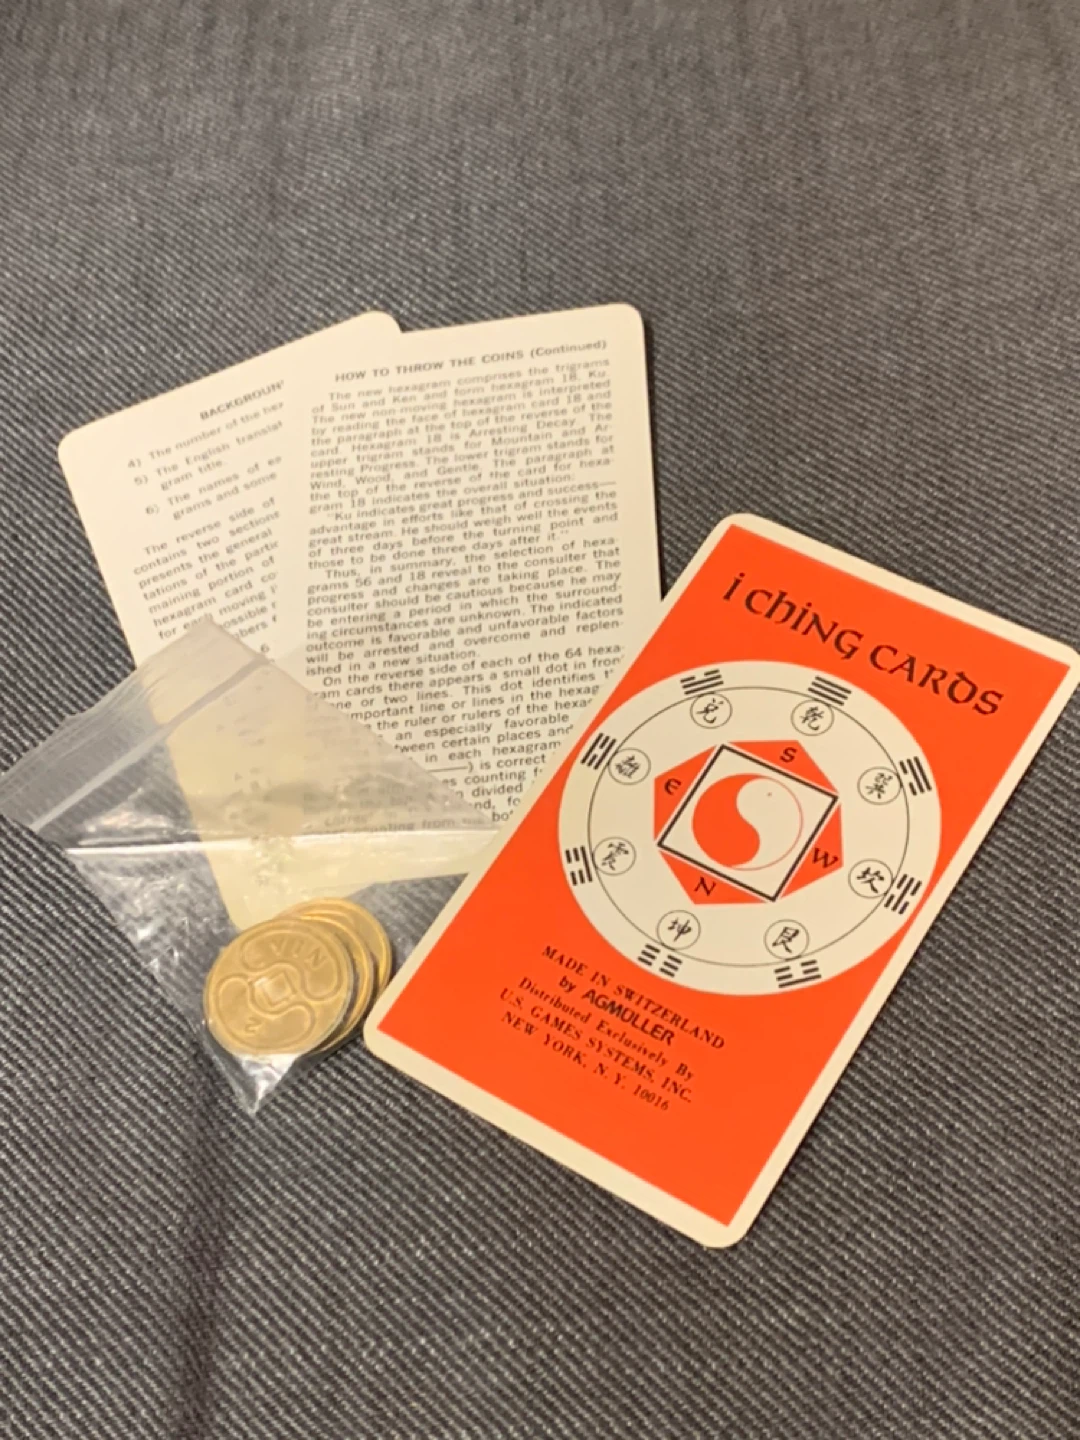 BACKGROUN
4) The number of the hex
5) The English translat
gram title.
6) The names of
grams and some
The reverse side of
contains two sections
presents the general
tations of the partic
maining portion of
hexagram card co
for each moving
possible
HOW TO THROW THE COINS (Continued)
The new hexagram comprises the trigrams
of Sun and Ken and form hexagram 18, Ku.
The new non-moving hexagram is interpreted
by reading the face of hexagram card 18 and
the paragraph at the top of the reverse of the
card. Hexagram 18 is Arresting Decay. The
upper trigram stands for Mountain and Ar-
resting Progress. The lower trigram stands for
Wind, Wood, and Gentle. The paragraph at
the top of the reverse of the card for hexa-
gram 18 indicates the overall situation:
"Ku indicates great progress and success—
advantage in efforts like that of crossing the
great stream. He should weigh well the events
of three days before the turning point and
those to be done three days after it."
Thus, in summary, the selection of hexa-
grams 56 and 18 reveal to the consulter that
progress and changes are taking place. The
consulter should be cautious because he may
be entering a period in which the surround-
ing circumstances are unknown. The indicated
outcome is favorable and unfavorable factors
will be arrested and overcome and replen-
ished in a new situation.
On the reverse side of each of the 64 hexa-
gram cards there appears a small dot in fron
one or two lines. This dot identifies
important line or lines in the hexag
the ruler or rulers of the hexa
an especially favorable
tween certain places and
in each hexagram
) is correct
counting
divided
counting from the bot
i Ching Cards
兌 乾
離 巽
震 坎
坤 艮
S
E
W
N
MADE IN SWITZERLAND
by AGMÜLLER
Distributed Exclusively By
U.S. GAMES SYSTEMS, INC.
NEW YORK, N. Y. 10016